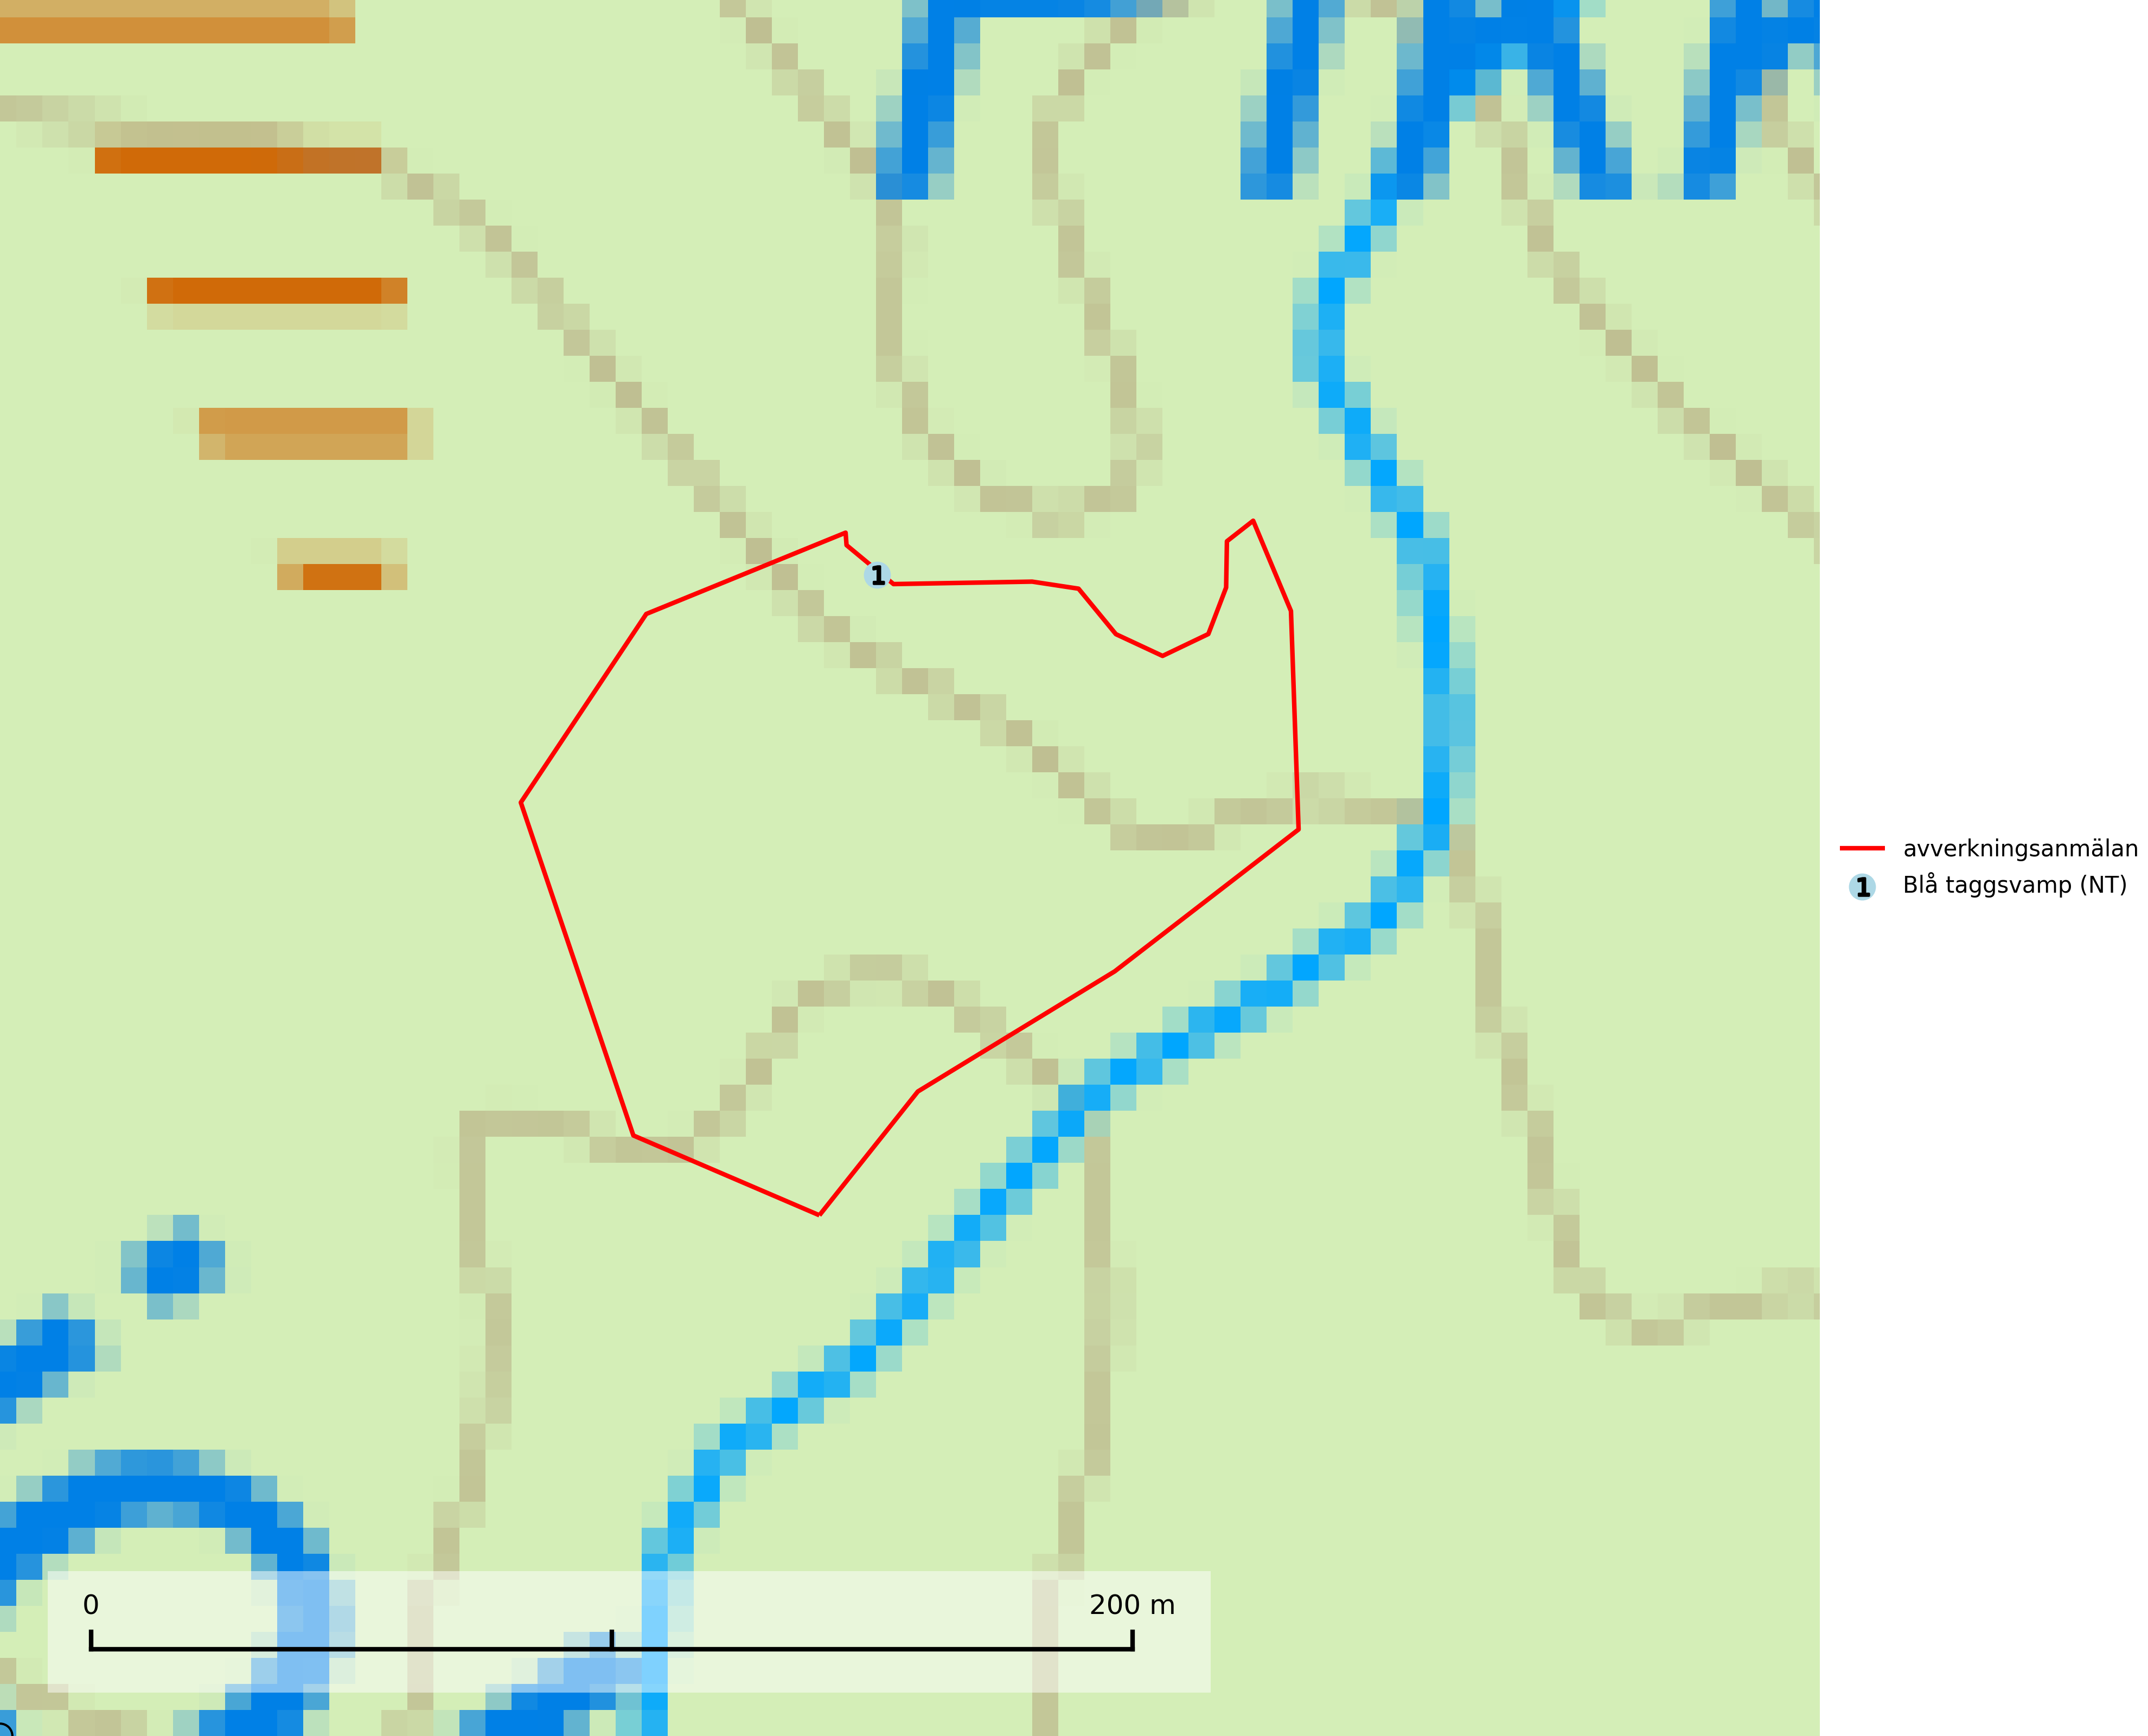 1
avverkningsanmälan
1 Blå taggsvamp (NT)
0 200 m